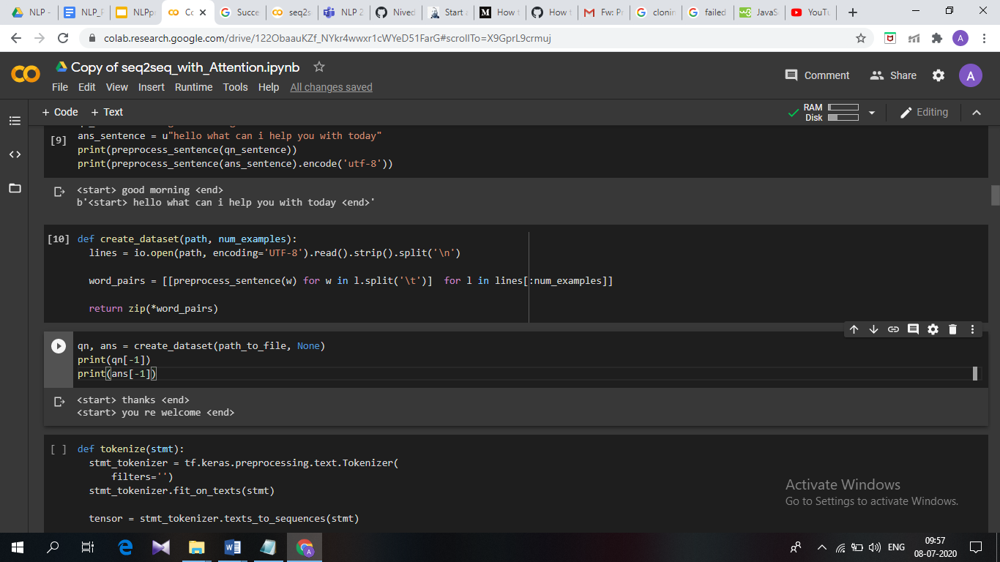 NLP - NLP_F NLPpr Co Succe seq2s NLP 2 Nived Start a How t How t Fw: Pr clonin failed JavaS YouTu
colab.research.google.com/drive/122ObaauKZf_NYkr4wwxr1cWYeD51FarG#scrollTo=X9GprL9crmuj
A
Copy of seq2seq_with_Attention.ipynb
Comment Share A
File Edit View Insert Runtime Tools Help All changes saved
+ Code + Text
RAM
Disk
Editing
[9]
ans_sentence = u"hello what can i help you with today"
print(preprocess_sentence(qn_sentence))
print(preprocess_sentence(ans_sentence).encode('utf-8'))
<start> good morning <end>
b'<start> hello what can i help you with today <end>'
[10] def create_dataset(path, num_examples):
lines = io.open(path, encoding='UTF-8').read().strip().split('\n')
word_pairs = [[preprocess_sentence(w) for w in l.split('\t')]  for l in lines[:num_examples]]
return zip(*word_pairs)
qn, ans = create_dataset(path_to_file, None)
print(qn[-1])
print(ans[-1])
<start> thanks <end>
<start> you re welcome <end>
[ ] def tokenize(stmt):
stmt_tokenizer = tf.keras.preprocessing.text.Tokenizer(
filters='')
stmt_tokenizer.fit_on_texts(stmt)
tensor = stmt_tokenizer.texts_to_sequences(stmt)
Activate Windows
Go to Settings to activate Windows.
ENG
09:57
08-07-2020